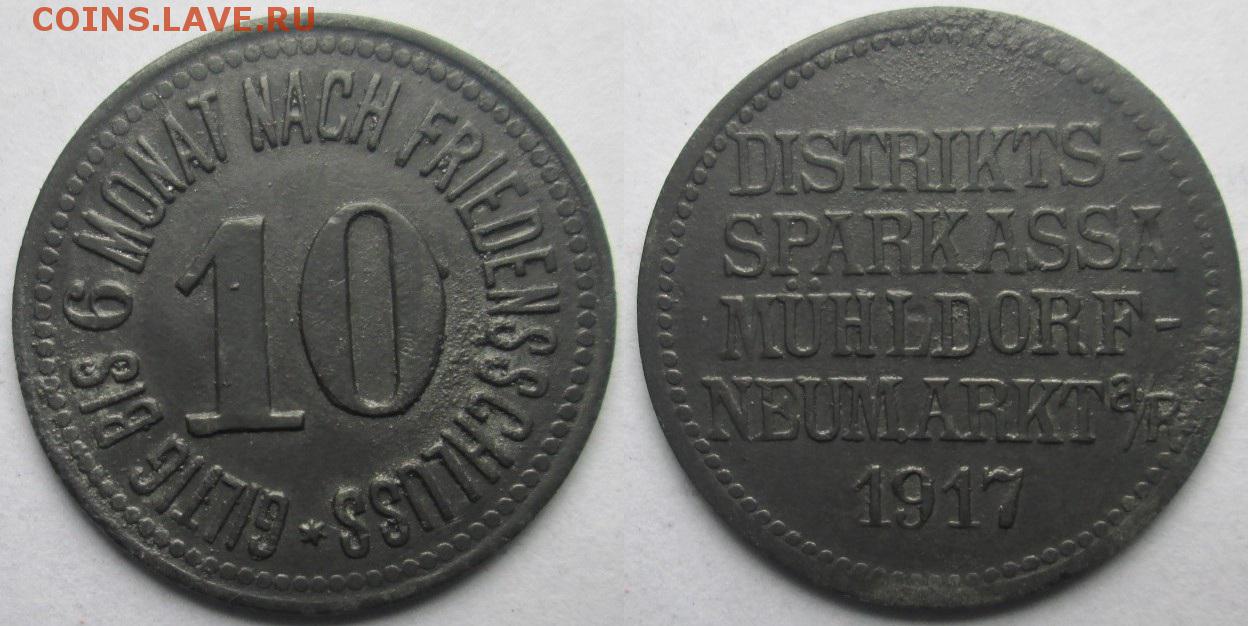 COINS.LAVE.RU
GILTIG BIS 6 MONAT NACH FRIEDENSSCHLUSS *
10
DISTRIKTS-
SPARKASSA
MÜHLDORF-
NEUMARKT a/R
1917